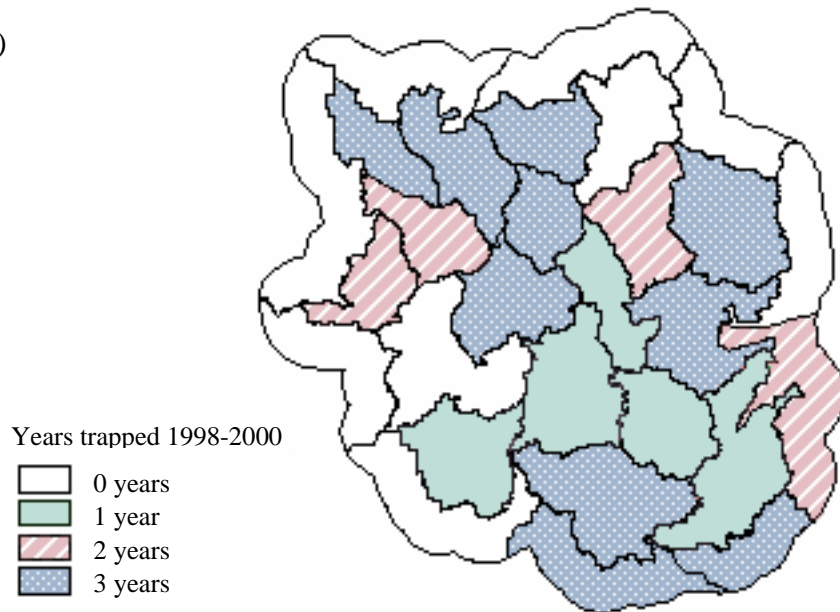 )
Years trapped 1998-2000
0 years
1 year
2 years
3 years